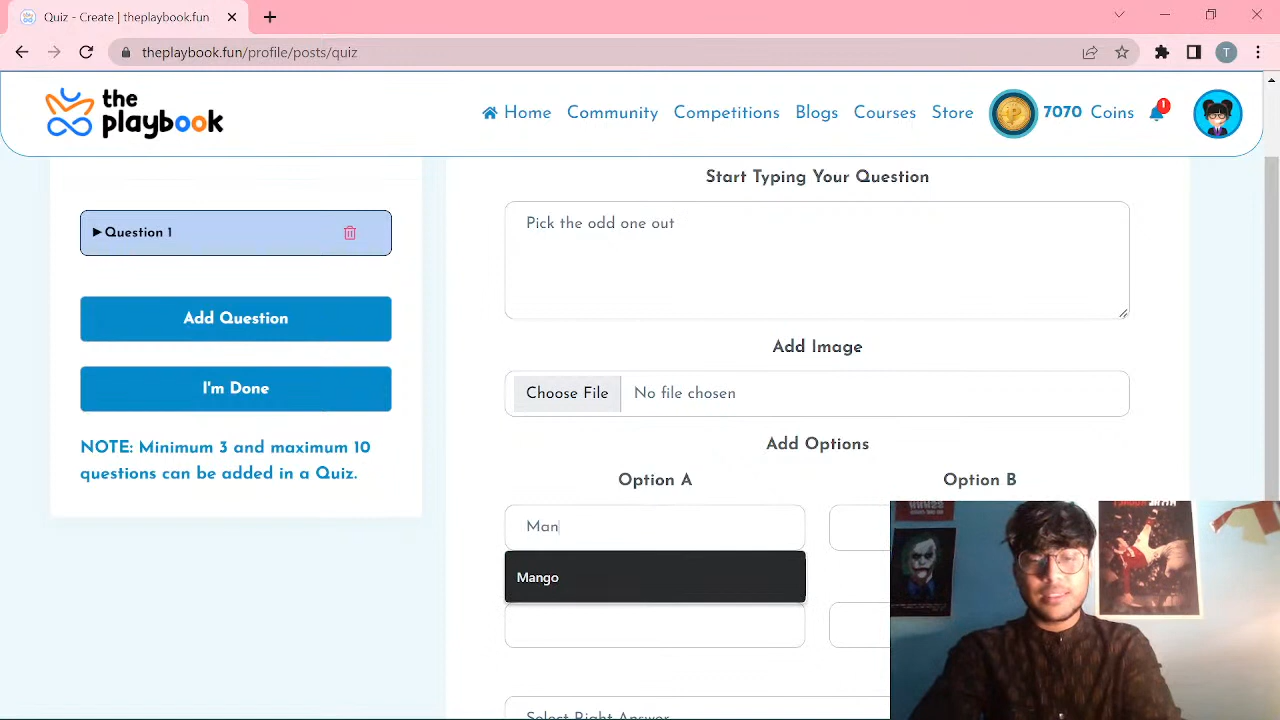 Quiz - Create | theplaybook.fun
theplaybook.fun/profile/posts/quiz
T
the
playbook
Home
Community
Competitions
Blogs
Courses
Store
7070 Coins
1
Start Typing Your Question
Pick the odd one out
Question 1
Add Question
I'm Done
NOTE: Minimum 3 and maximum 10
questions can be added in a Quiz.
Add Image
Choose File
No file chosen
Add Options
Option A
Option B
Man
Mango
Select Right Answer